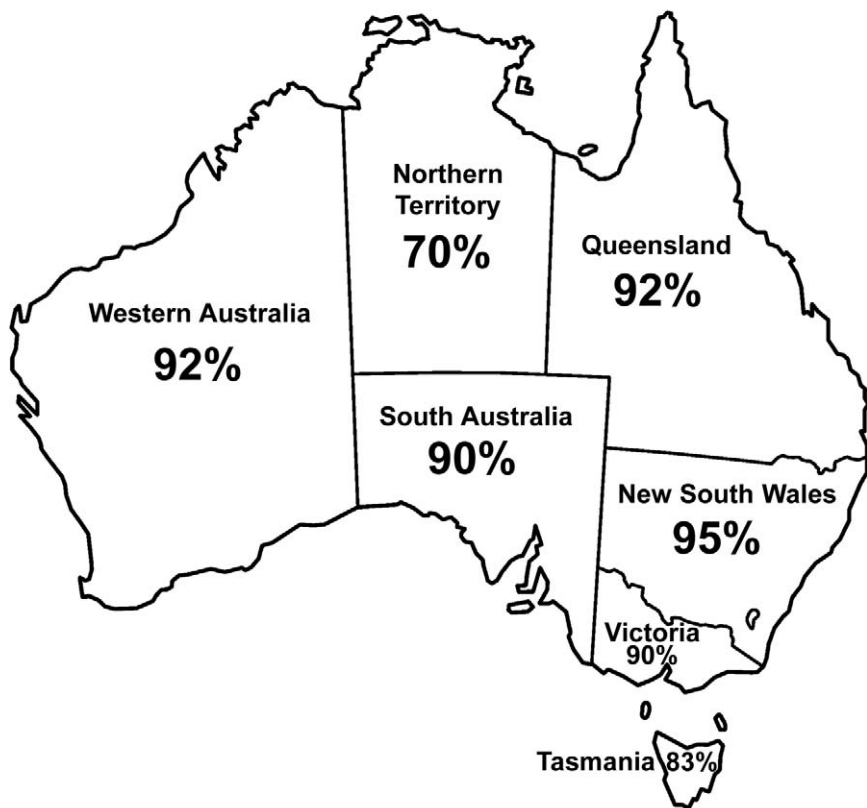 Northern
Territory
70%
Queensland
92%
Western Australia
92%
South Australia
90%
New South Wales
95%
Victoria
90%
Tasmania 83%